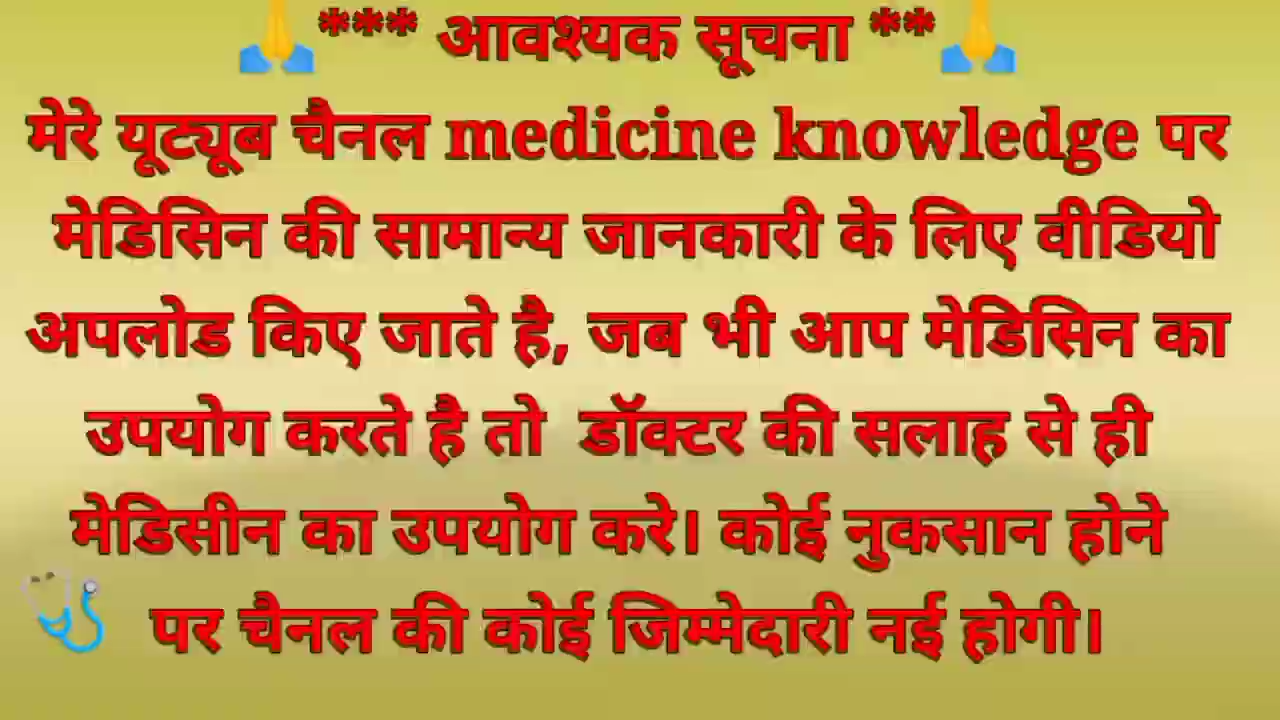 🙏*** आवश्यक सूचना **🙏
मेरे यूट्यूब चैनल medicine knowledge पर
मेडिसिन की सामान्य जानकारी के लिए वीडियो
अपलोड किए जाते है, जब भी आप मेडिसिन का
उपयोग करते है तो डॉक्टर की सलाह से ही
मेडिसीन का उपयोग करे। कोई नुकसान होने
पर चैनल की कोई जिम्मेदारी नई होगी।